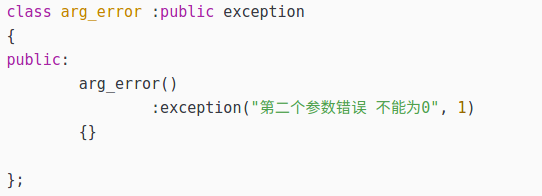 class arg_error :public exception
{
public:
        arg_error()
                :exception("第二个参数错误 不能为0", 1)
        {}

};